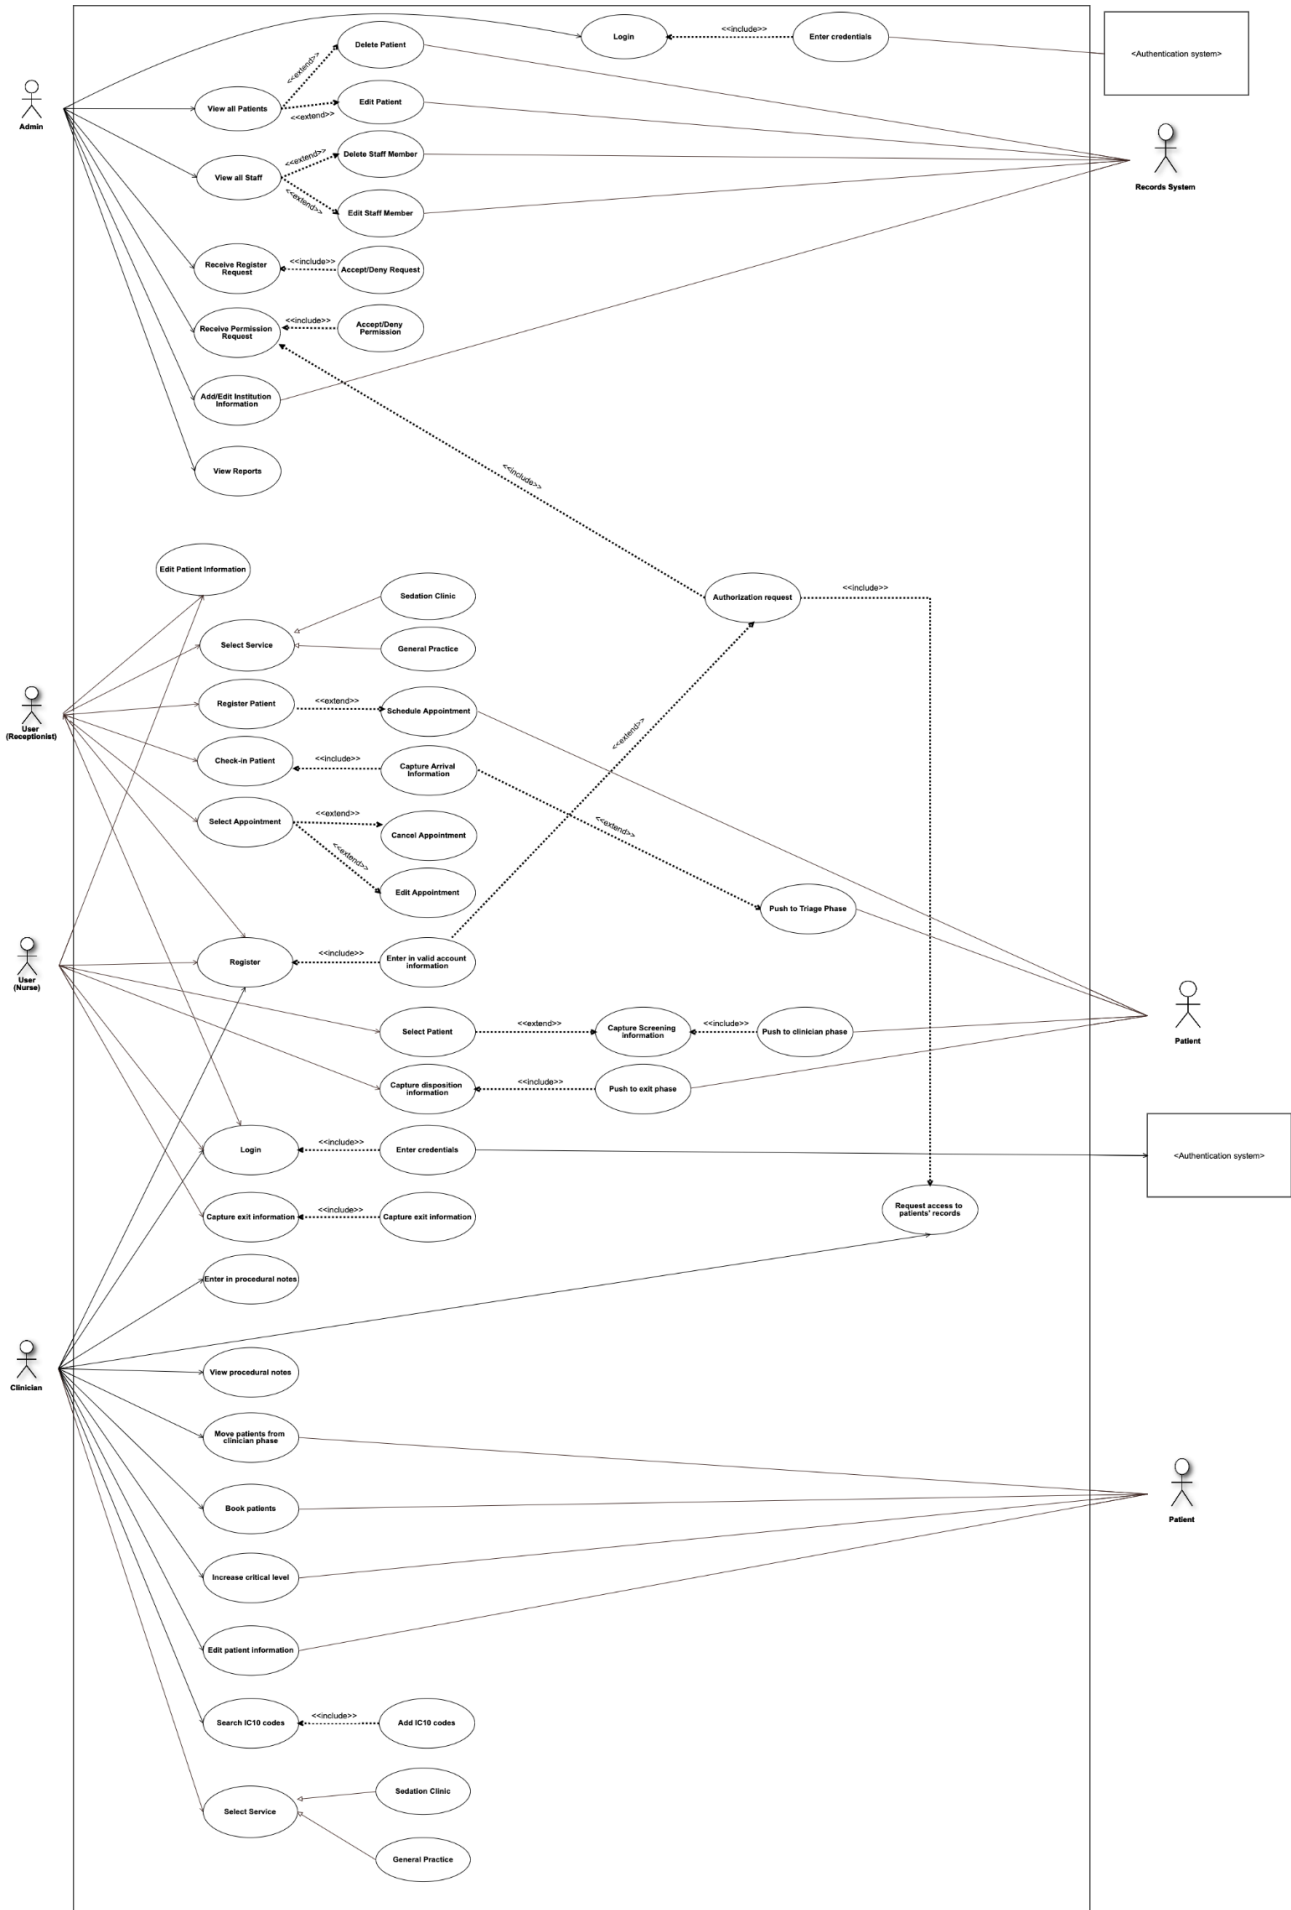 Login
<<include>>
Enter credentials
<Authentication system>
Delete Patient
<<extend>>
Admin
View all Patients
Edit Patient
<<extend>>
Records System
View all Staff
<<extend>>
Delete Staff Member
<<extend>>
Edit Staff Member
Receive Register
Request
<<include>>
Accept/Deny Request
Receive Permission
Request
<<include>>
Accept/Deny
Permission
Add/Edit Institution
Information
View Reports
<<include>>
Edit Patient Information
Sedation Clinic
Authorization request
<<include>>
Select Service
General Practice
User
(Receptionist)
Register Patient
<<extend>>
Schedule Appointment
<<extend>>
Check-in Patient
<<include>>
Capture Arrival
Information
Select Appointment
<<extend>>
Cancel Appointment
<<extend>>
<<extend>>
Edit Appointment
Push to Triage Phase
User
(Nurse)
Register
<<include>>
Enter in valid account
information
Select Patient
<<extend>>
Capture Screening
information
<<include>>
Push to clinician phase
Patient
Capture disposition
information
<<include>>
Push to exit phase
Login
<<include>>
Enter credentials
<Authentication system>
Capture exit information
<<include>>
Capture exit information
Request access to
patients' records
Enter in procedural notes
Clinician
View procedural notes
Move patients from
clinician phase
Book patients
Patient
Increase critical level
Edit patient information
Search IC10 codes
<<include>>
Add IC10 codes
Select Service
Sedation Clinic
General Practice